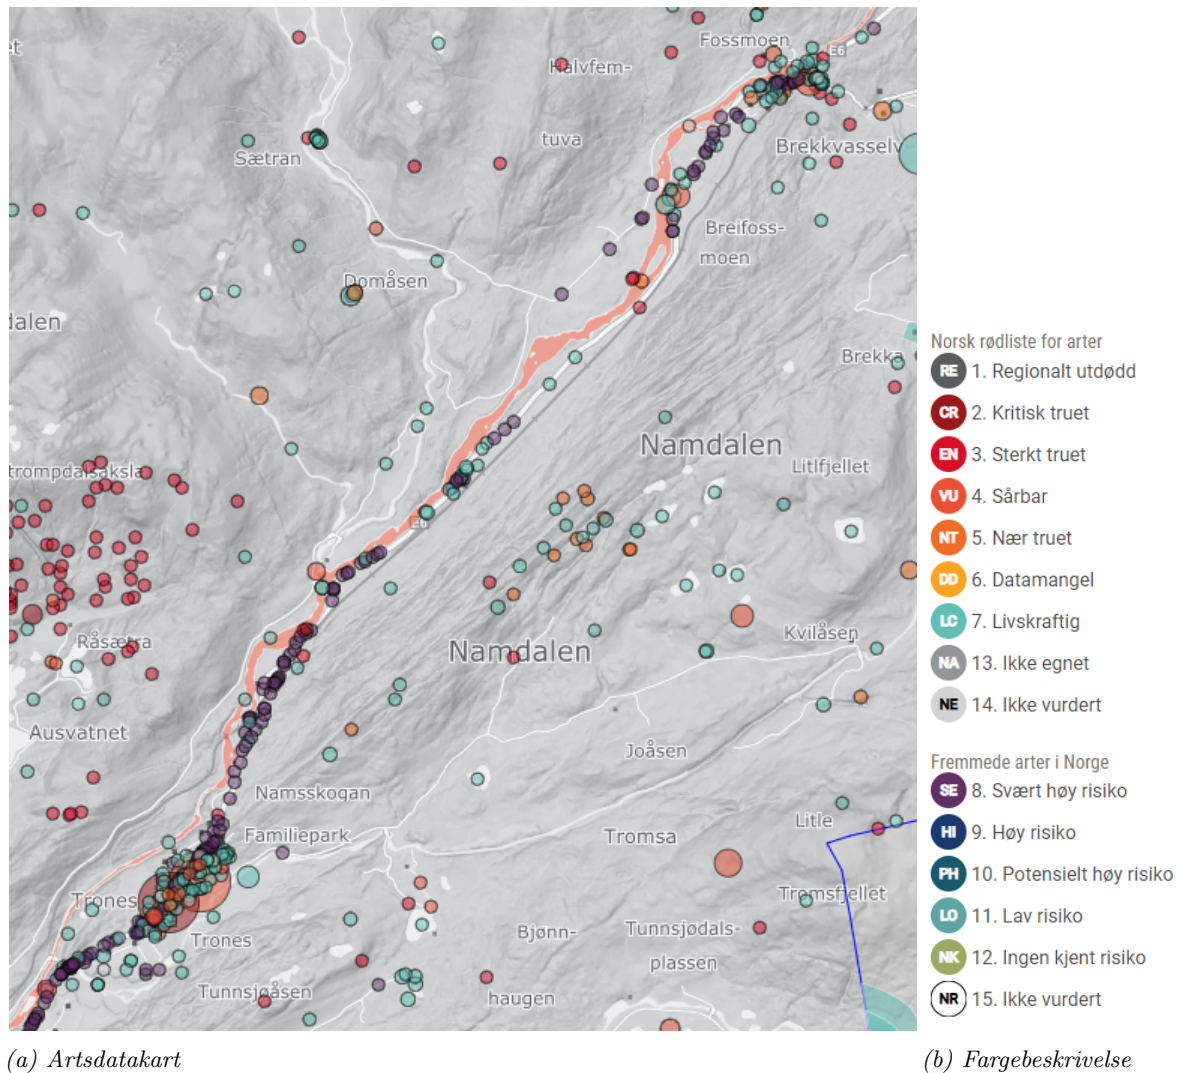 et
Fossmoen
E6
Halvfem-
tuva
Brekkvasselv
Sætran
Breifoss-
moen
Domåsen
dalen
Brekka
Namdalen
trompdalsaksla
Litlfjellet
E6
Råsætra
Namdalen
Kvilåsen
Ausvatnet
Joåsen
Namsskogan
Familiepark
Tromsa
Litle
Tromsfjellet
Trones
Trones
Bjønn-
haugen
Tunnsjødals-
plassen
Tunnsjøåsen
Norsk rødliste for arter
RE 1. Regionalt utdødd
CR 2. Kritisk truet
EN 3. Sterkt truet
VU 4. Sårbar
NT 5. Nær truet
DD 6. Datamangel
LC 7. Livskraftig
NA 13. Ikke egnet
NE 14. Ikke vurdert
Fremmede arter i Norge
SE 8. Svært høy risiko
HI 9. Høy risiko
PH 10. Potensielt høy risiko
LO 11. Lav risiko
NK 12. Ingen kjent risiko
NR 15. Ikke vurdert
(a) Artsdatakart
(b) Fargebeskrivelse